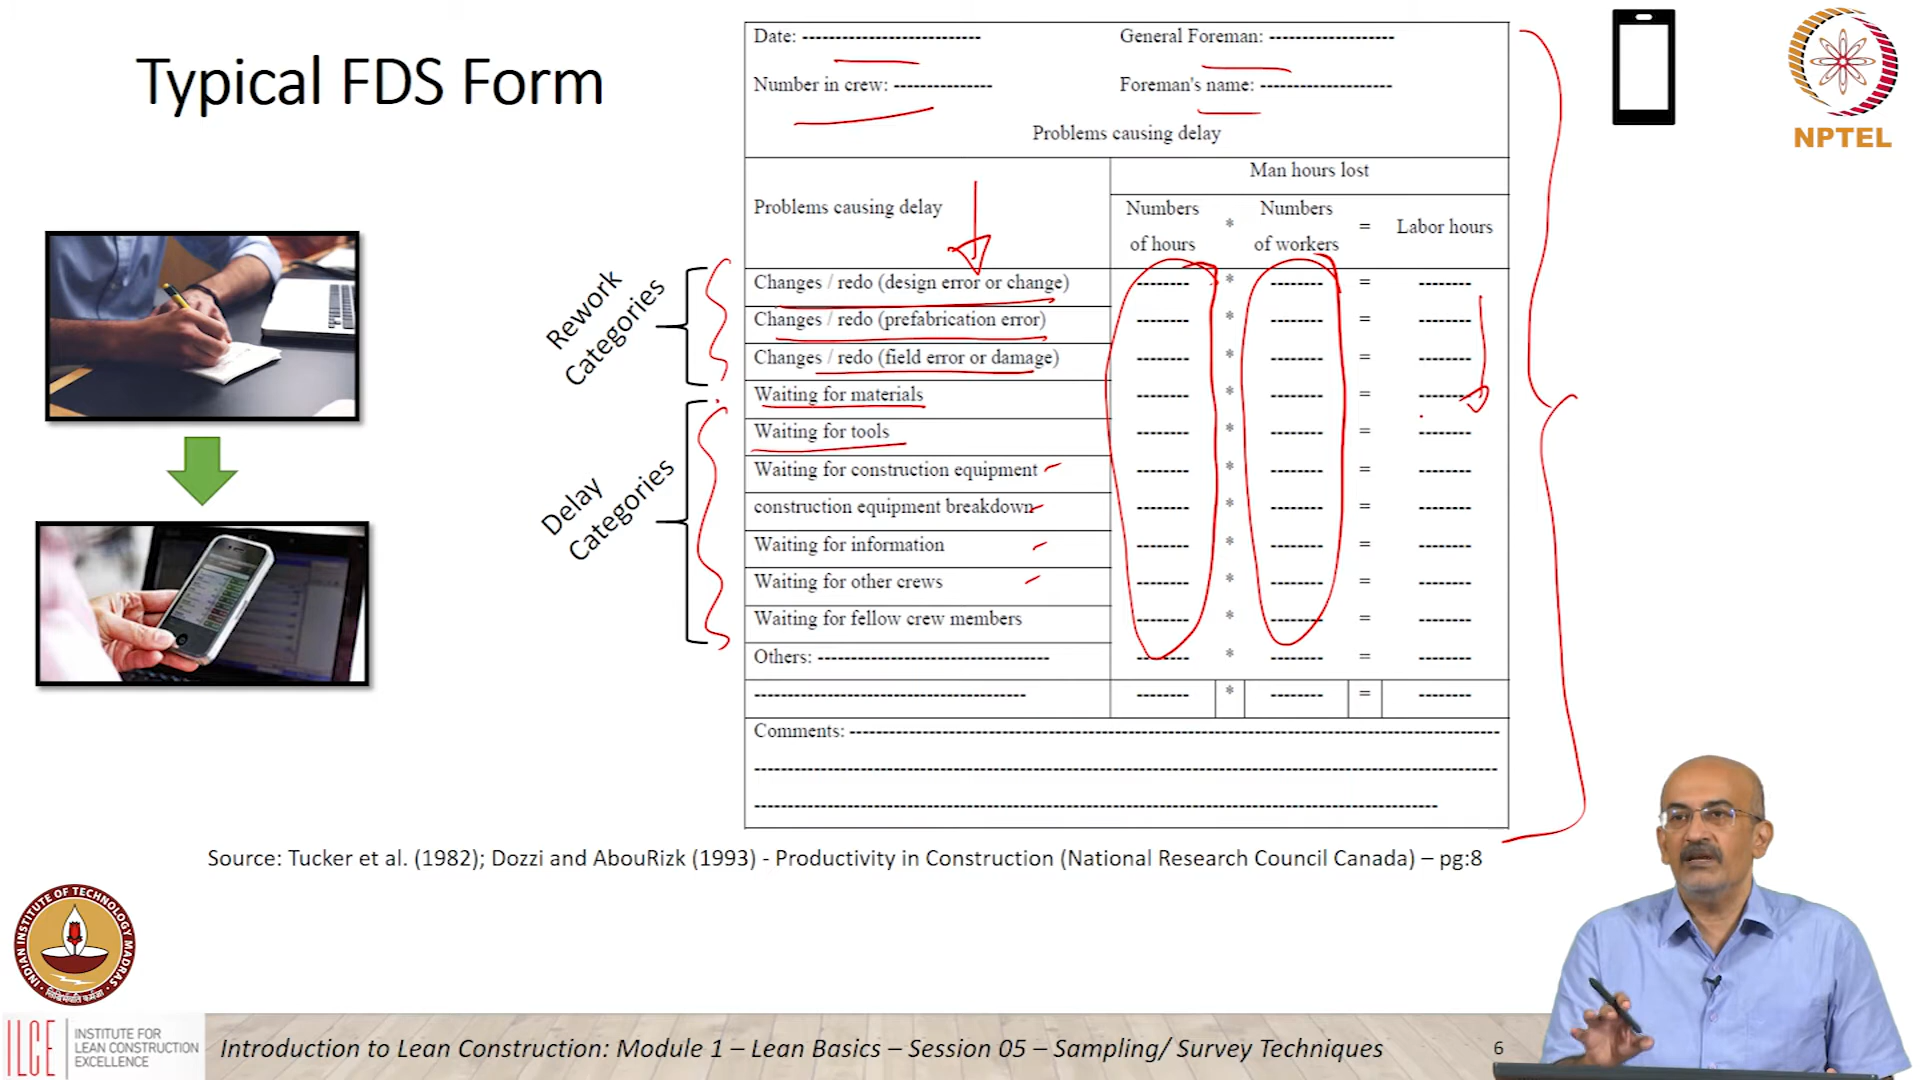 Typical FDS Form
NPTEL
Date: ---------------------------
General Foreman: -------------------
Number in crew: ---------------
Foreman's name: --------------------
Problems causing delay
Problems causing delay
Man hours lost
Numbers of hours
*
Numbers of workers
=
Labor hours
Rework Categories
Changes / redo (design error or change) -------- * -------- = --------
Changes / redo (prefabrication error) -------- * -------- = --------
Changes / redo (field error or damage) -------- * -------- = --------
Delay Categories
Waiting for materials -------- * -------- = --------
Waiting for tools -------- * -------- = --------
Waiting for construction equipment -------- * -------- = --------
construction equipment breakdown -------- * -------- = --------
Waiting for information -------- * -------- = --------
Waiting for other crews -------- * -------- = --------
Waiting for fellow crew members -------- * -------- = --------
Others: ----------------------------------- -------- * -------- = --------
----------------------------------------- -------- * -------- = --------
Comments: ----------------------------------------------------------------
Source: Tucker et al. (1982); Dozzi and AbouRizk (1993) - Productivity in Construction (National Research Council Canada) – pg:8
INDIAN INSTITUTE OF TECHNOLOGY MADRAS
ILCE
INSTITUTE FOR
LEAN CONSTRUCTION
EXCELLENCE
Introduction to Lean Construction: Module 1 – Lean Basics – Session 05 – Sampling/ Survey Techniques
6